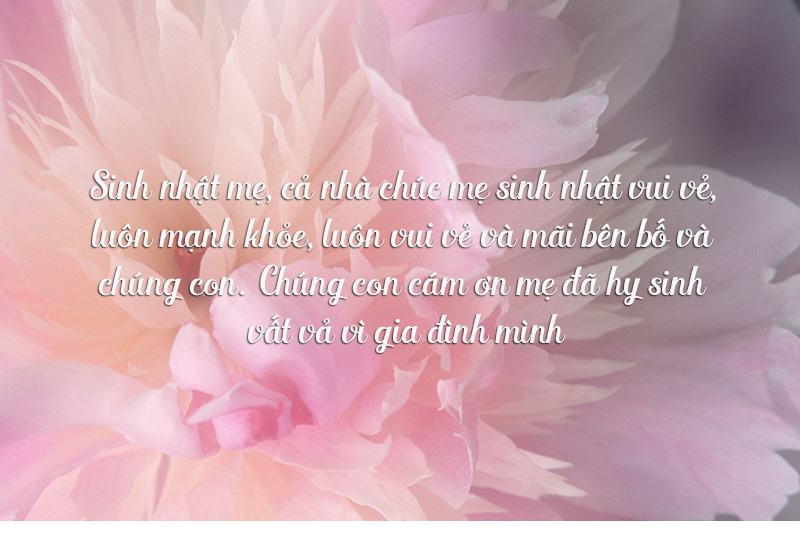 Sinh nhật mẹ, cả nhà chúc mẹ sinh nhật vui vẻ,
luôn mạnh khỏe, luôn vui vẻ và mãi bên bố và
chúng con. Chúng con cám ơn mẹ đã hy sinh
vất vả vì gia đình mình